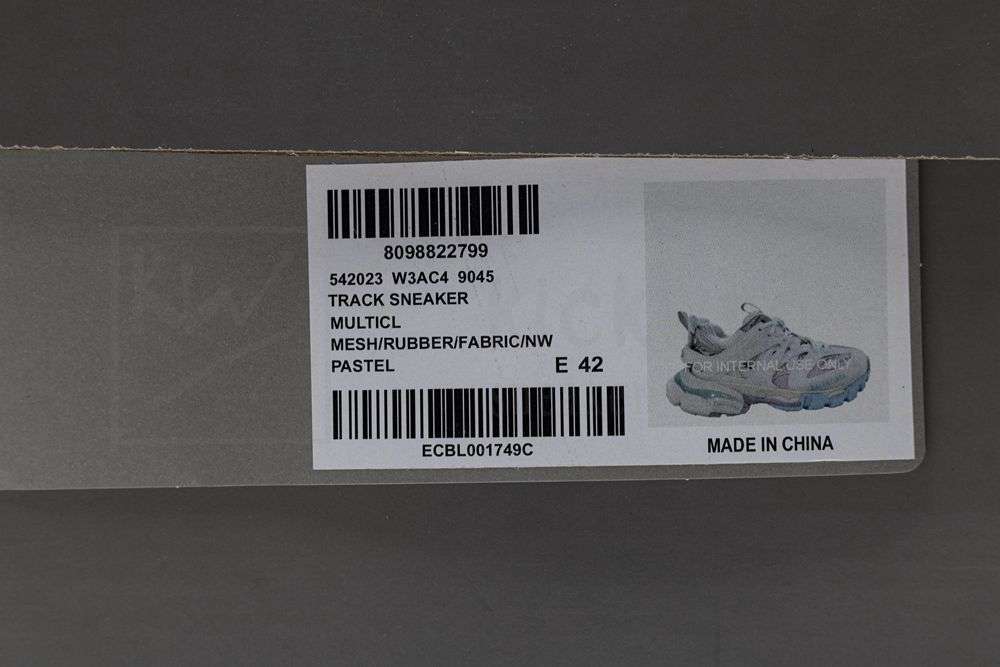 8098822799
542023 W3AC4 9045
TRACK SNEAKER
MULTICL
MESH/RUBBER/FABRIC/NW
PASTEL E 42
ECBL001749C
FOR INTERNAL USE ONLY
MADE IN CHINA